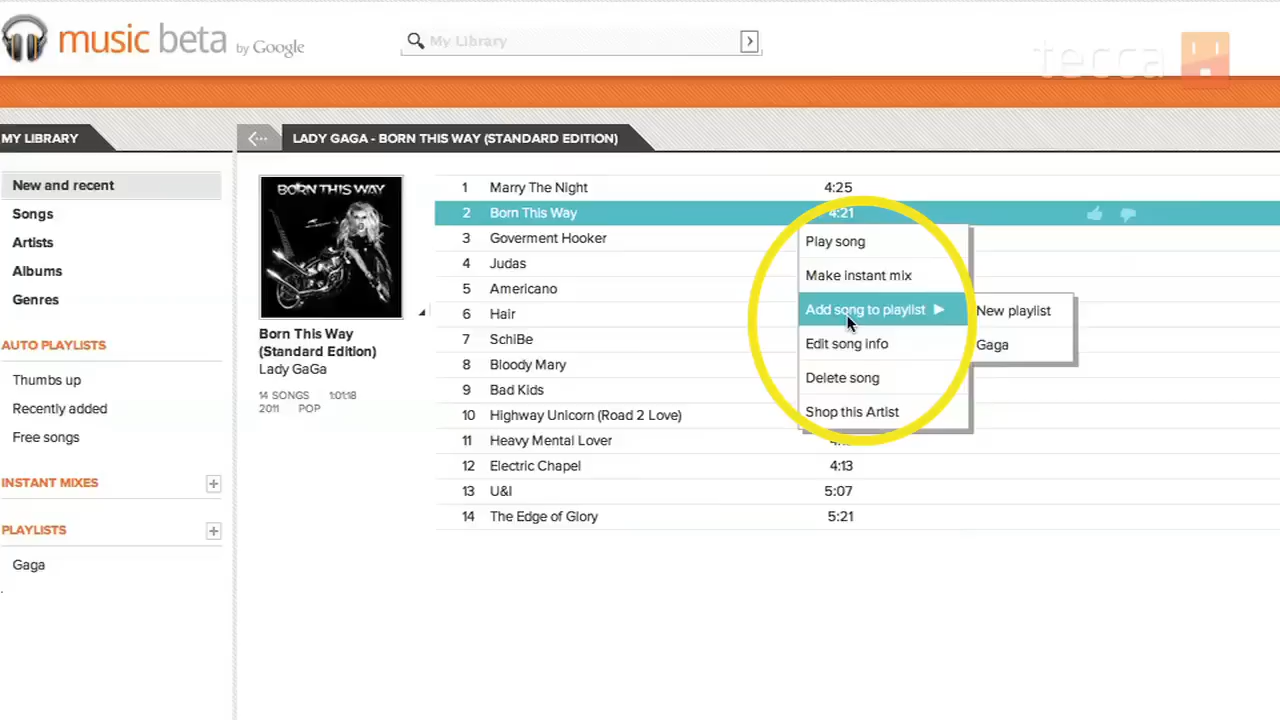 music beta by Google
My Library
tecca
MY LIBRARY
LADY GAGA - BORN THIS WAY (STANDARD EDITION)
New and recent
Songs
Artists
Albums
Genres
AUTO PLAYLISTS
Thumbs up
Recently added
Free songs
INSTANT MIXES
PLAYLISTS
Gaga
BORN THIS WAY
Born This Way
(Standard Edition)
Lady GaGa
14 SONGS 1:01:18
2011 POP
1 Marry The Night 4:25
2 Born This Way 4:21
3 Goverment Hooker
4 Judas
5 Americano
6 Hair
7 SchiBe
8 Bloody Mary
9 Bad Kids
10 Highway Unicorn (Road 2 Love)
11 Heavy Mental Lover
12 Electric Chapel 4:13
13 U&I 5:07
14 The Edge of Glory 5:21
Play song
Make instant mix
Add song to playlist
Edit song info
Delete song
Shop this Artist
New playlist
Gaga